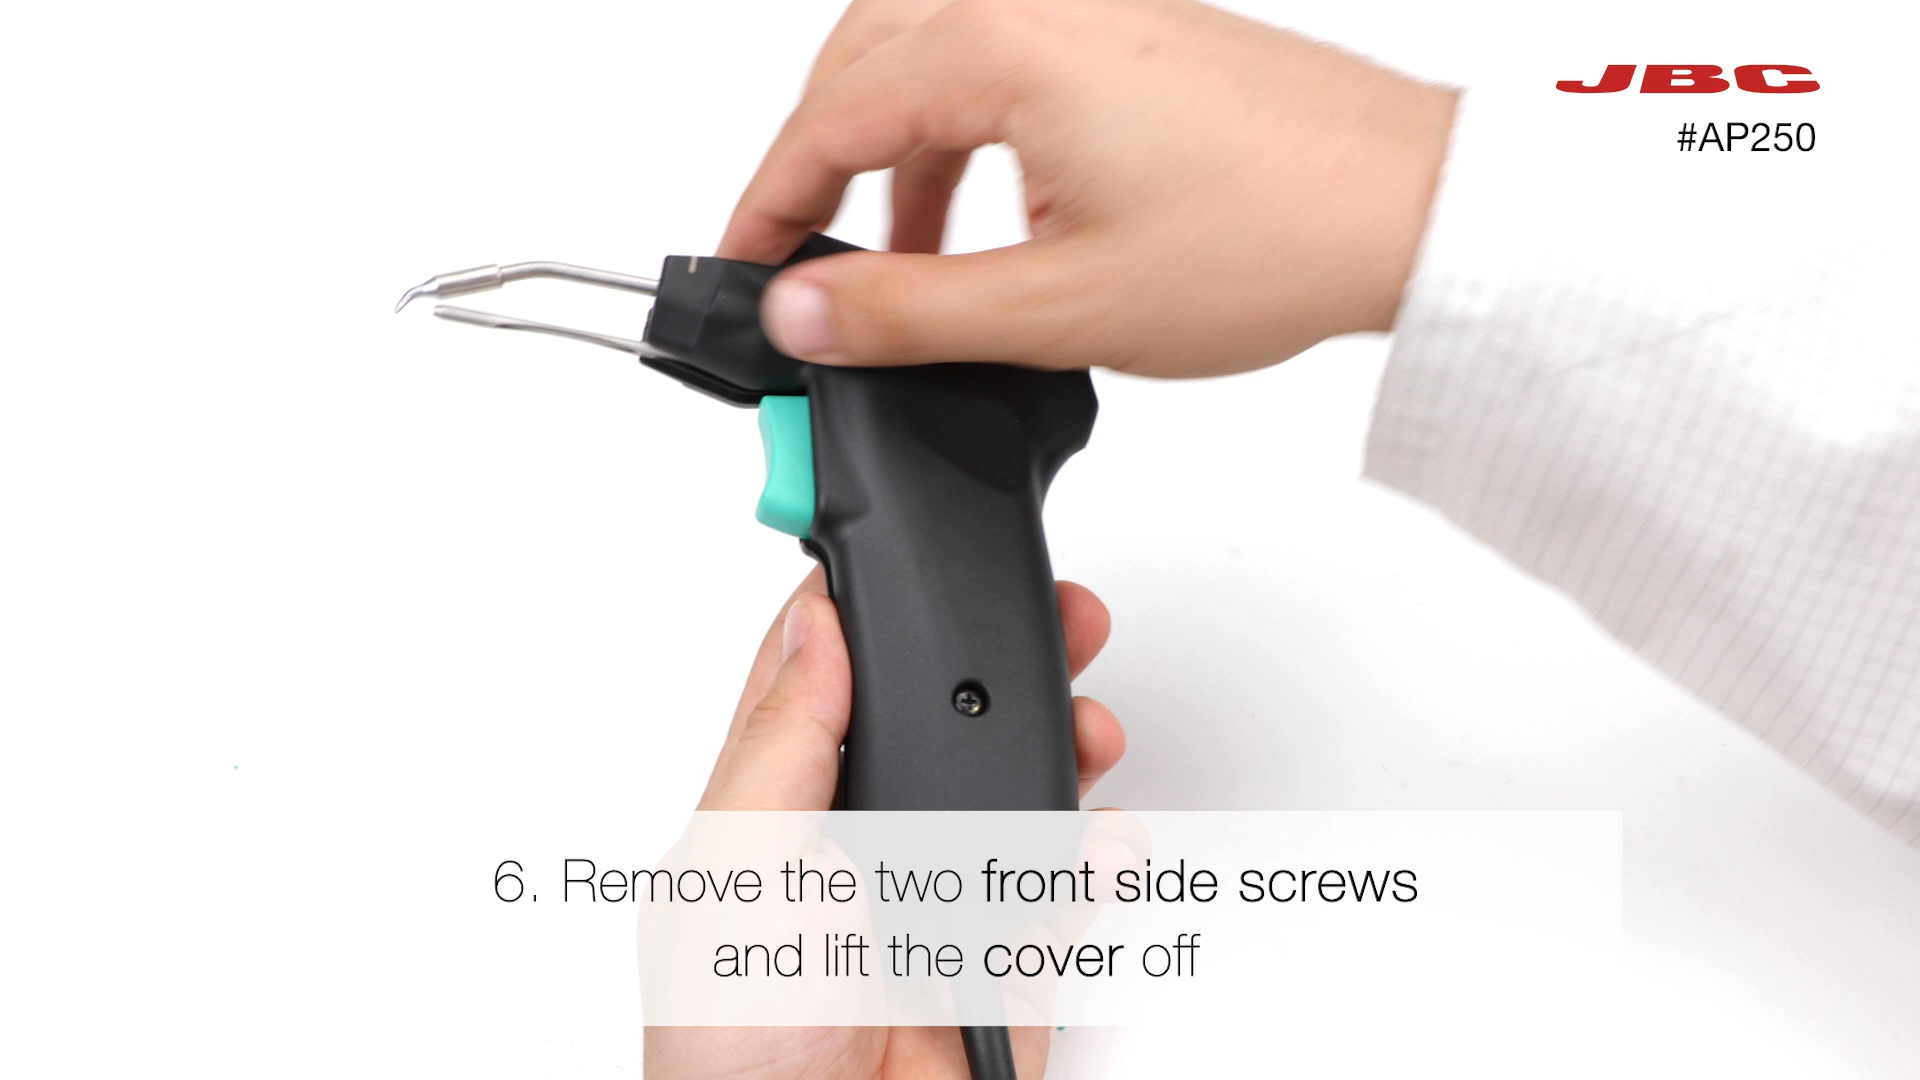 JBC
#AP250
6. Remove the two front side screws
and lift the cover off